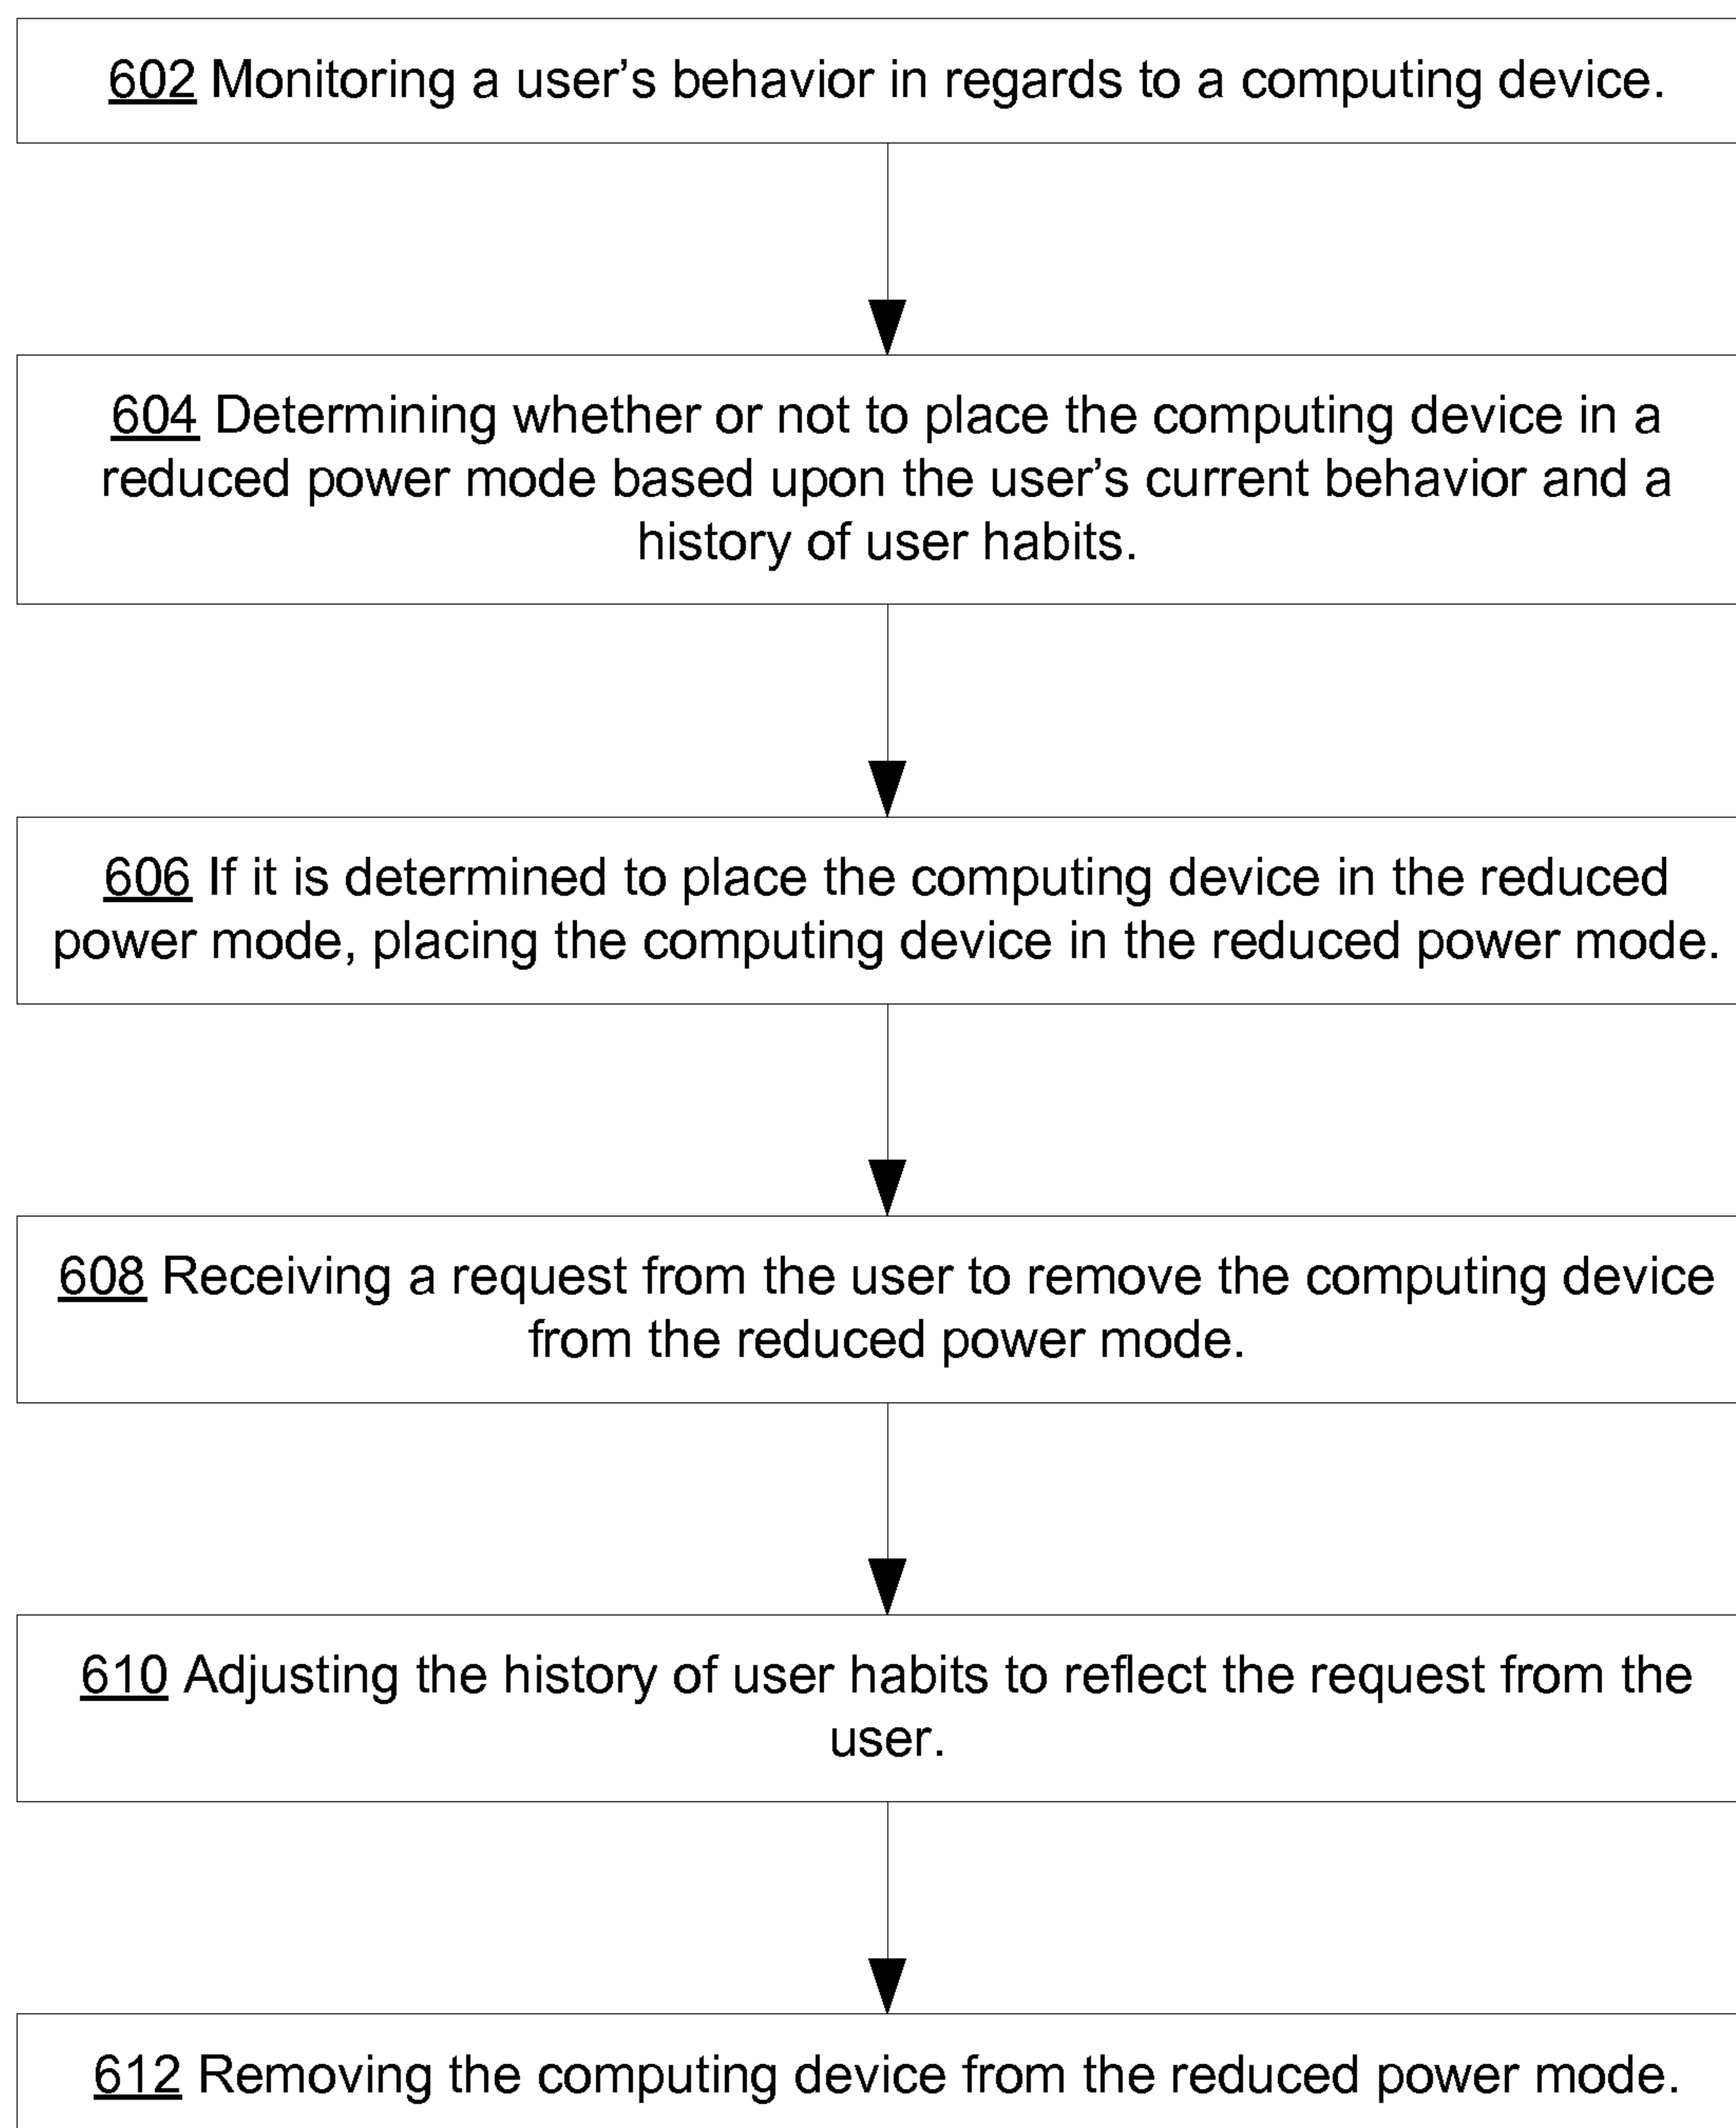 602 Monitoring a user’s behavior in regards to a computing device.
604 Determining whether or not to place the computing device in a
reduced power mode based upon the user’s current behavior and a
history of user habits.
606 If it is determined to place the computing device in the reduced
power mode, placing the computing device in the reduced power mode.
608 Receiving a request from the user to remove the computing device
from the reduced power mode.
610 Adjusting the history of user habits to reflect the request from the
user.
612 Removing the computing device from the reduced power mode.